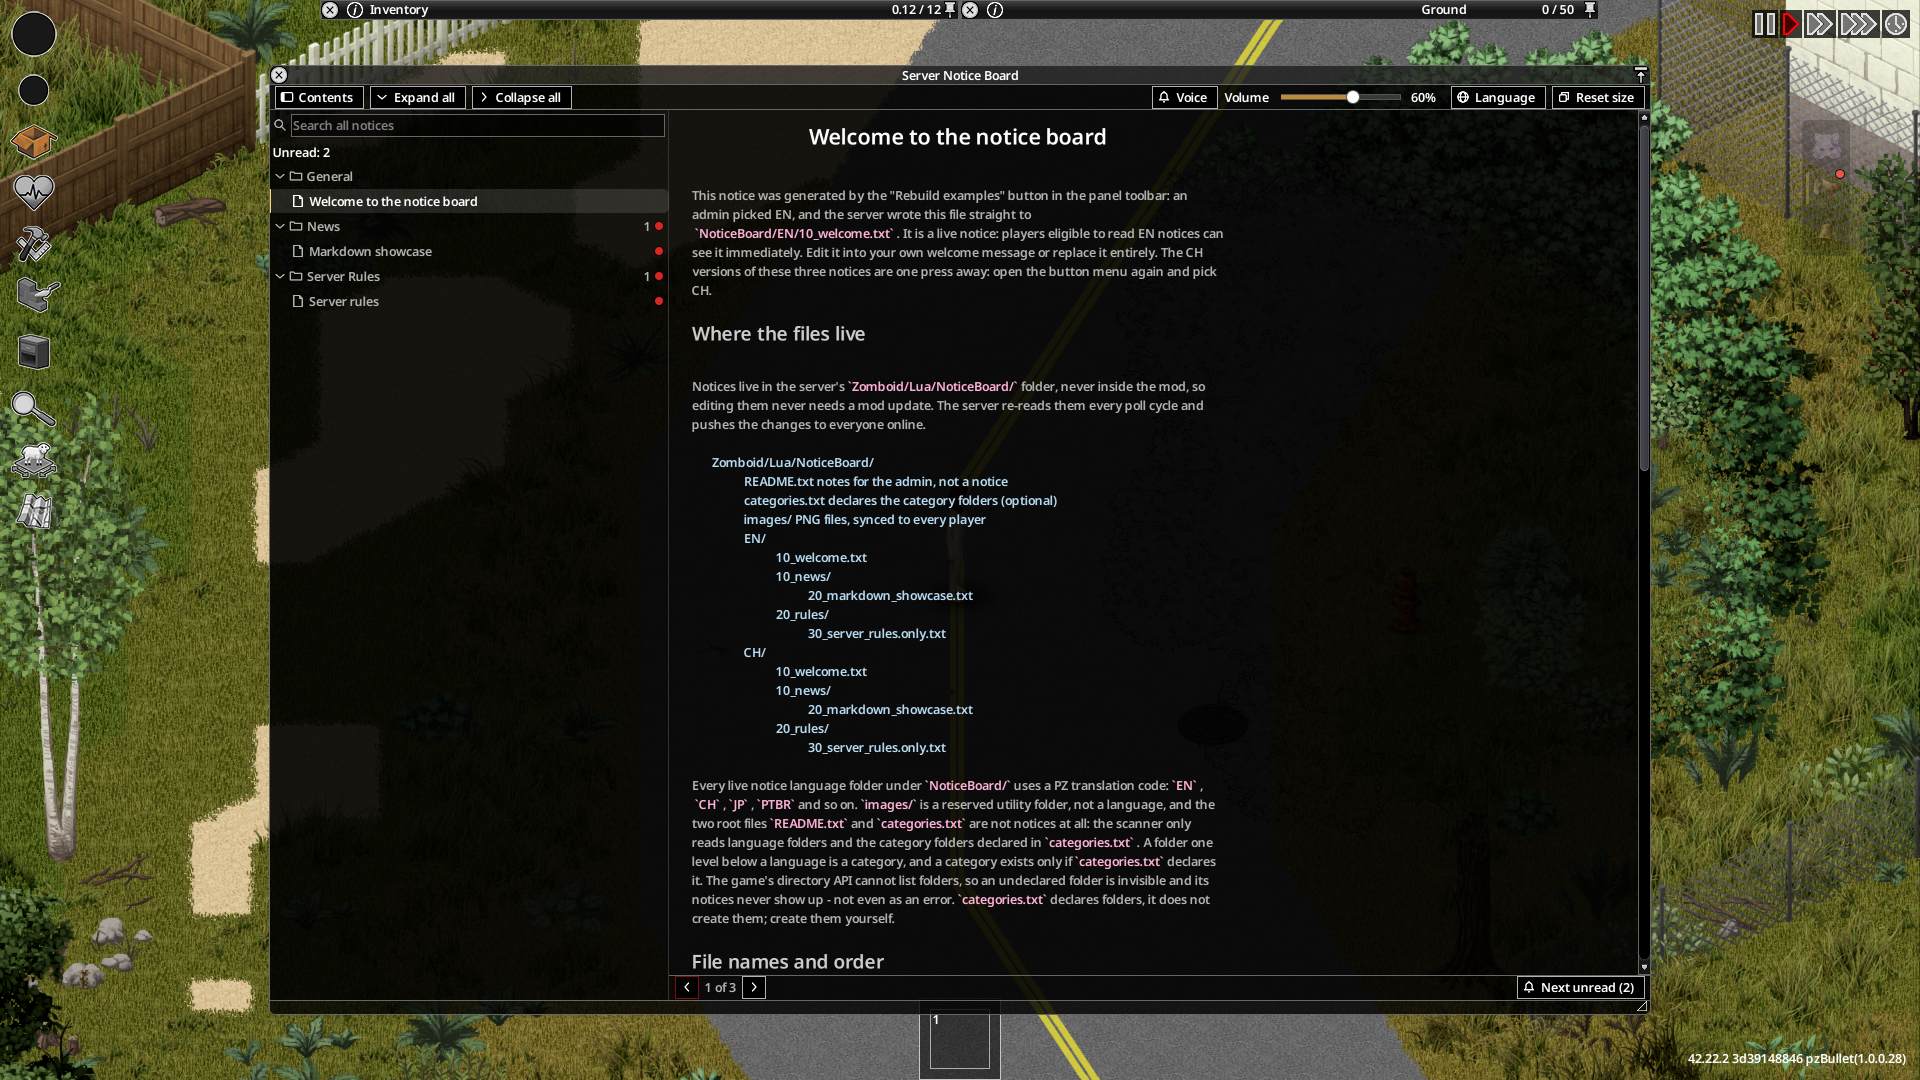 Inventory
0.12 / 12
Ground
0 / 50
Server Notice Board
Contents
Expand all
Collapse all
Voice
Volume
60%
Language
Reset size
Search all notices
Unread: 2
General
Welcome to the notice board
News
1
Markdown showcase
Server Rules
1
Server rules
Welcome to the notice board
This notice was generated by the "Rebuild examples" button in the panel toolbar: an
admin picked EN, and the server wrote this file straight to
`NoticeBoard/EN/10_welcome.txt` . It is a live notice: players eligible to read EN notices can
see it immediately. Edit it into your own welcome message or replace it entirely. The CH
versions of these three notices are one press away: open the button menu again and pick
CH.
Where the files live
Notices live in the server's `Zomboid/Lua/NoticeBoard/` folder, never inside the mod, so
editing them never needs a mod update. The server re-reads them every poll cycle and
pushes the changes to everyone online.
Zomboid/Lua/NoticeBoard/
README.txt notes for the admin, not a notice
categories.txt declares the category folders (optional)
images/ PNG files, synced to every player
EN/
10_welcome.txt
10_news/
20_markdown_showcase.txt
20_rules/
30_server_rules.only.txt
CH/
10_welcome.txt
10_news/
20_markdown_showcase.txt
20_rules/
30_server_rules.only.txt
Every live notice language folder under `NoticeBoard/` uses a PZ translation code: `EN` ,
`CH` , `JP` , `PTBR` and so on. `images/` is a reserved utility folder, not a language, and the
two root files `README.txt` and `categories.txt` are not notices at all: the scanner only
reads language folders and the category folders declared in `categories.txt` . A folder one
level below a language is a category, and a category exists only if `categories.txt` declares
it. The game's directory API cannot list folders, so an undeclared folder is invisible and its
notices never show up - not even as an error. `categories.txt` declares folders, it does not
create them; create them yourself.
File names and order
1 of 3
Next unread (2)
1
42.22.2 3d39148846 pzBullet(1.0.0.28)